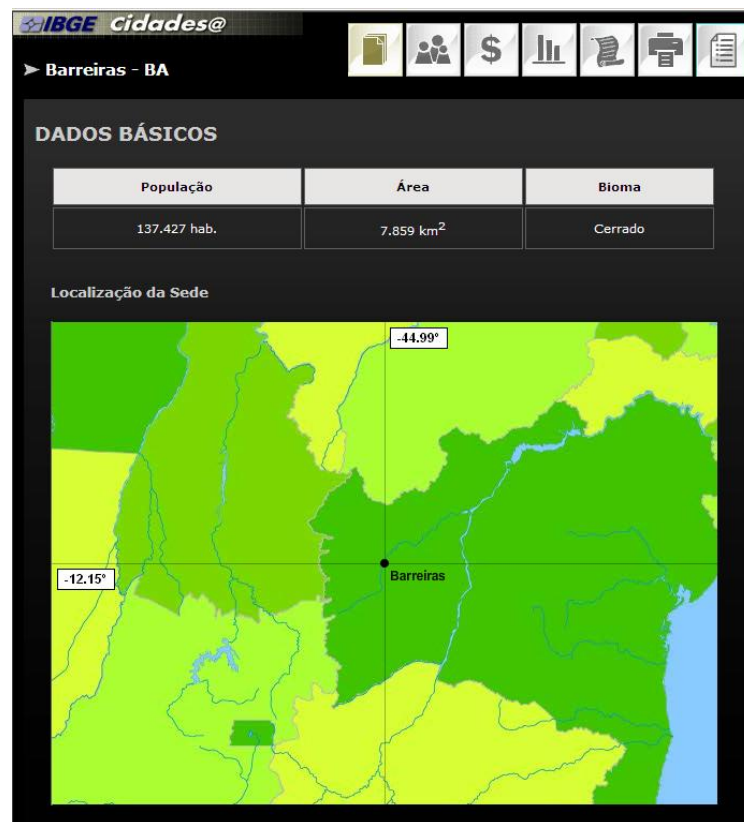 IBGE Cidades@
Barreiras - BA
$
DADOS BÁSICOS
População Área Bioma
137.427 hab. 7.859 km² Cerrado
Localização da Sede
-44.99°
-12.15°
Barreiras